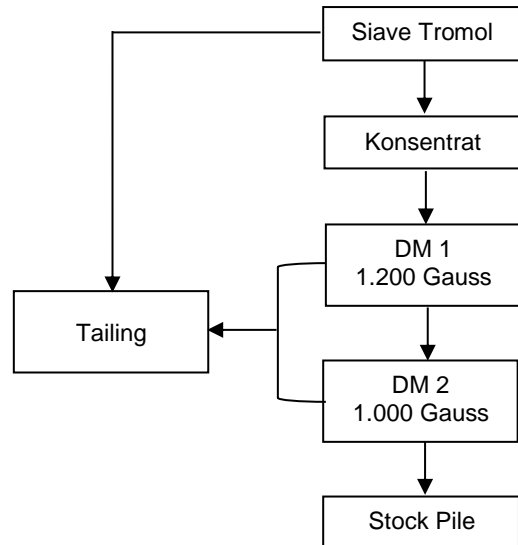 Siave Tromol
Konsentrat
DM 1
1.200 Gauss
Tailing
DM 2
1.000 Gauss
Stock Pile